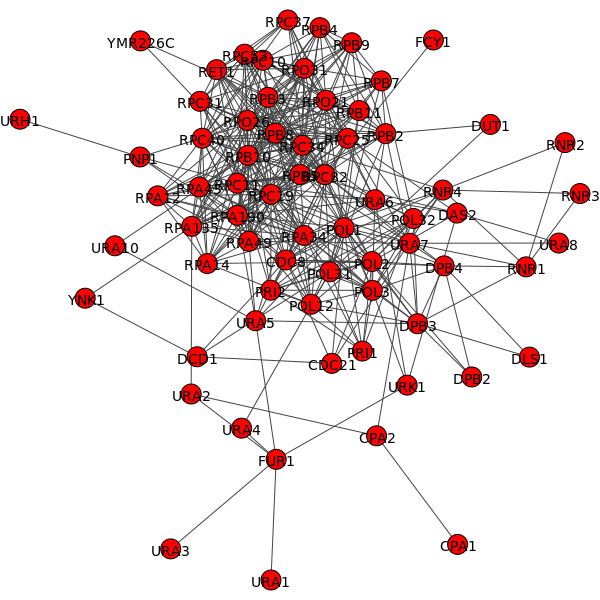 RPC37
RPB4
YMR226C
FCY1
RPB9
RPC53
RPC10
RET1
RPO31
RPB7
RPC31
RPB3
RPO21
RPB11
URH1
RPO26
DUT1
RPB8
RPB2
RPC40
RPC34
RPC25
RNR2
PNP1
RPB10
RPB5
RPC82
RPA12
RPA43
RPC11
RPC19
RNR4
RNR3
URA6
RPA190
POL32
DAS2
RPA135
RPA34
POL1
URA10
RPA49
URA7
URA8
RPA14
CDC8
POL2
DPB4
RNR1
POL31
YNK1
PRI2
POL3
POL12
URA5
DPB3
DCD1
CDC21
PRI1
DLS1
DPB2
URK1
URA2
URA4
CPA2
FUR1
URA3
CPA1
URA1